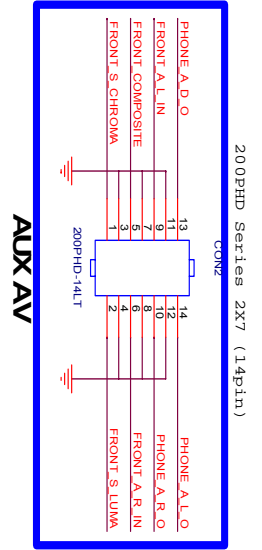 200PHD Series 2X7 (14pin)
CON2
PHONE_A_D_O
FRONT_A_L_IN
FRONT_COMPOSITE
FRONT_S_CHROMA
13
11
9
7
5
3
1
14
12
10
8
6
4
2
PHONE_A_L_O
PHONE_A_R_O
FRONT_A_R_IN
FRONT_S_LUMA
200PHD-14LT
AUX AV